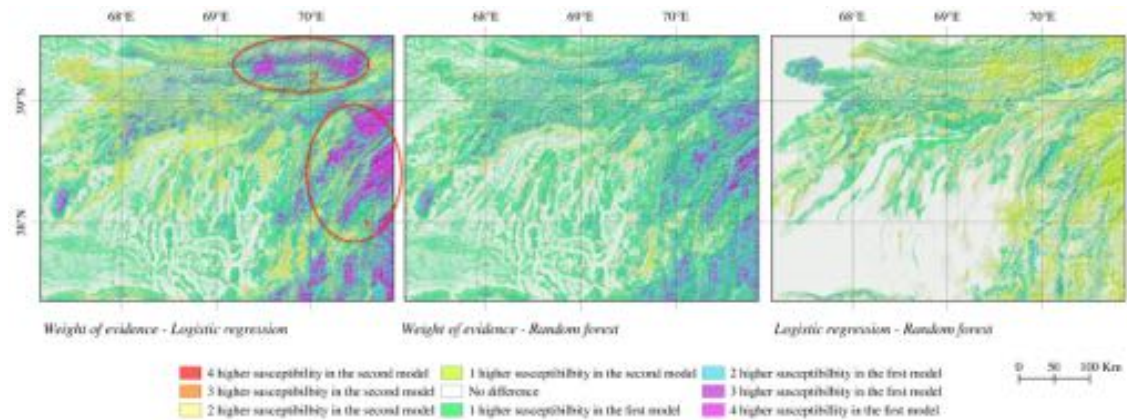 68°E 69°E 70°E 68°E 69°E 70°E 68°E 69°E 70°E
39°N
38°N
Weight of evidence - Logistic regression
Weight of evidence - Random forest
Logistic regression - Random forest
4 higher susceptibility in the second model
3 higher susceptibility in the second model
2 higher susceptibility in the second model
1 higher susceptibilbity in the second model
No difference
1 higher susceptibility in the first model
2 higher susceptibilbity in the first model
3 higher susceptibility in the first model
4 higher susceptibility in the first model
0 50 100 Km